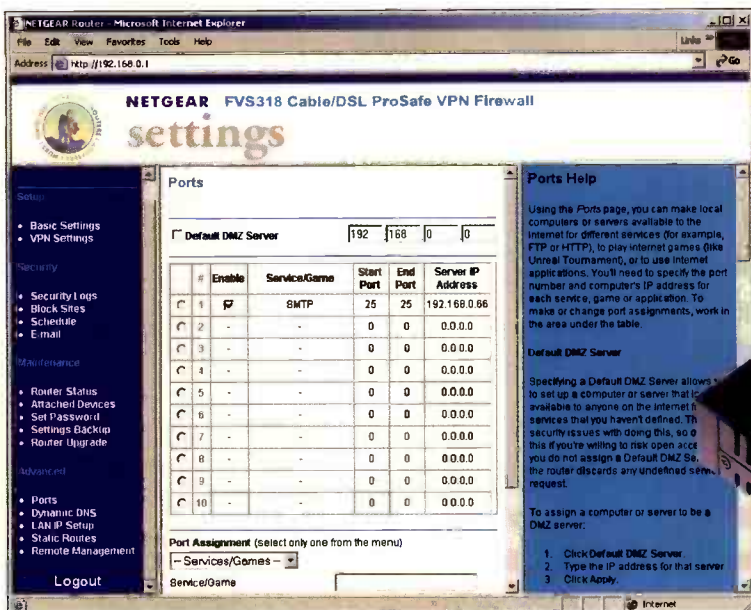 NETGEAR Router - Microsoft Internet Explorer
File Edit View Favorites Tools Help
Links »
Address http://192.168.0.1
Go
NETGEAR FVS318 Cable/DSL ProSafe VPN Firewall
settings
Setup
• Basic Settings
• VPN Settings
Security
• Security Logs
• Block Sites
• Schedule
• E-mail
Maintenance
• Router Status
• Attached Devices
• Set Password
• Settings Backup
• Router Upgrade
Advanced
• Ports
• Dynamic DNS
• LAN IP Setup
• Static Routes
• Remote Management
Logout
Ports
Default DMZ Server 192 168 0 0
# Enable Service/Game Start Port End Port Server IP Address
1 SMTP 25 25 192.168.0.66
2 - - 0 0 0.0.0.0
3 - - 0 0 0.0.0.0
4 - - 0 0 0.0.0.0
5 - - 0 0 0.0.0.0
6 - - 0 0 0.0.0.0
7 - - 0 0 0.0.0.0
8 - - 0 0 0.0.0.0
9 - - 0 0 0.0.0.0
10 - - 0 0 0.0.0.0
Port Assignment (select only one from the menu)
-- Services/Games --
Service/Game
Ports Help
Using the Ports page, you can make local
computers or servers available to the
Internet for different services (for example,
FTP or HTTP), to play internet games (like
Unreal Tournament), or to use Internet
applications. You'll need to specify the port
number and computer's IP address for
each service, game or application. To
make or change port assignments, work in
the area under the table.
Default DMZ Server
Specifying a Default DMZ Server allows
to set up a computer or server that is
available to anyone on the Internet
services that you haven't defined.
security issues with doing this, so
this if you're willing to risk open
you do not assign a Default DMZ
the router discards any undefined
request.
To assign a computer or server to be a
DMZ server:
1. Click Default DMZ Server.
2. Type the IP address for that server
3. Click Apply.
Internet